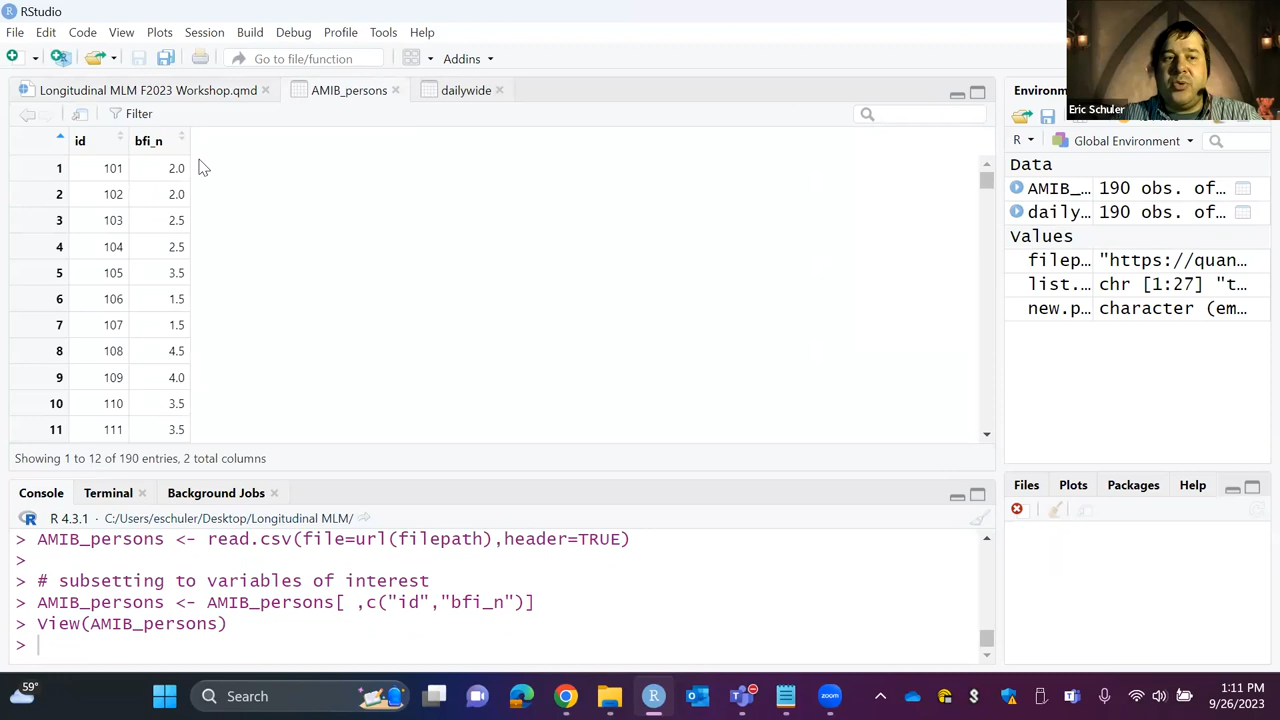 RStudio
File Edit Code View Plots Session Build Debug Profile Tools Help
Go to file/function Addins
Eric Schuler
Longitudinal MLM F2023 Workshop.qmd AMIB_persons dailywide
Filter
id bfi_n
1 101 2.0
2 102 2.0
3 103 2.5
4 104 2.5
5 105 3.5
6 106 1.5
7 107 1.5
8 108 4.5
9 109 4.0
10 110 3.5
11 111 3.5
Showing 1 to 12 of 190 entries, 2 total columns
Console Terminal Background Jobs
R 4.3.1 · C:/Users/eschuler/Desktop/Longitudinal MLM/
> AMIB_persons <- read.csv(file=url(filepath),header=TRUE)
>
> # subsetting to variables of interest
> AMIB_persons <- AMIB_persons[ ,c("id","bfi_n")]
> View(AMIB_persons)
>
Environm
R Global Environment
Data
AMIB_… 190 obs. of…
daily… 190 obs. of…
Values
filep… "https://quan…
list.… chr [1:27] "t…
new.p… character (em…
Files Plots Packages Help
59°
Search
1:11 PM
9/26/2023